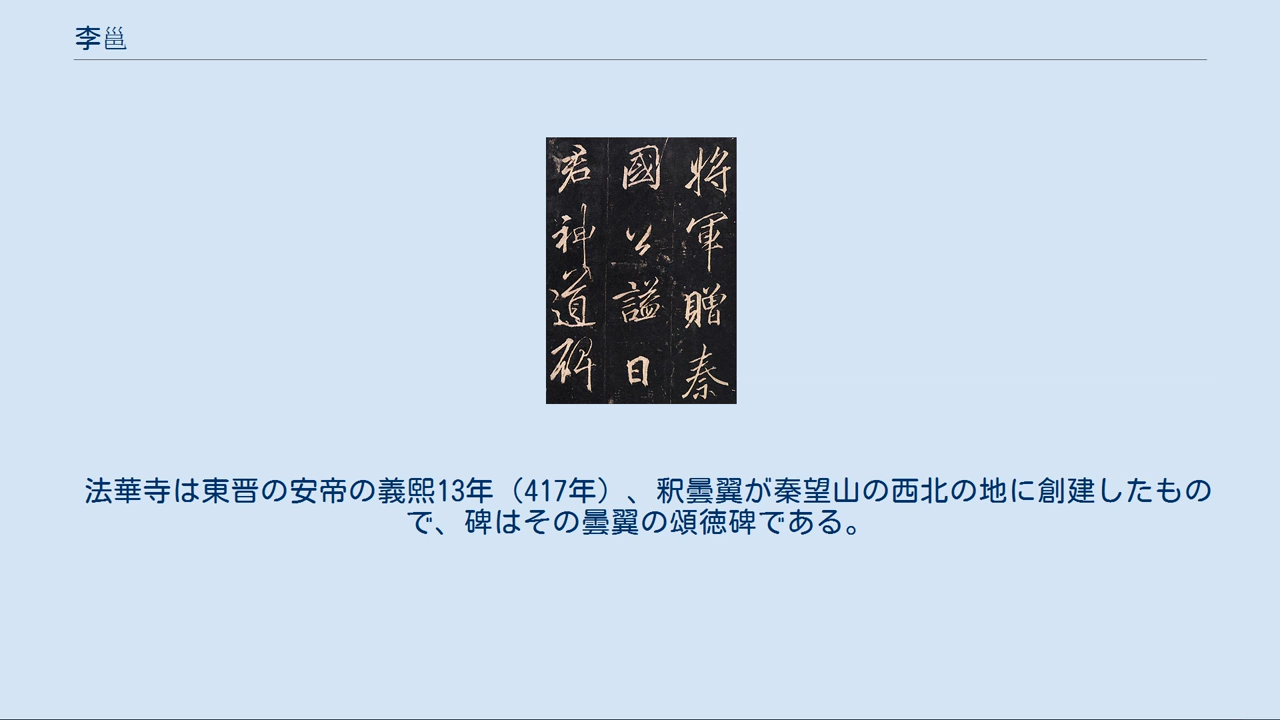 李邕
將軍贈秦
國公謚曰
君神道碑
法華寺は東晋の安帝の義熙13年（417年）、釈曇翼が秦望山の西北の地に創建したもの
で、碑はその曇翼の頌徳碑である。